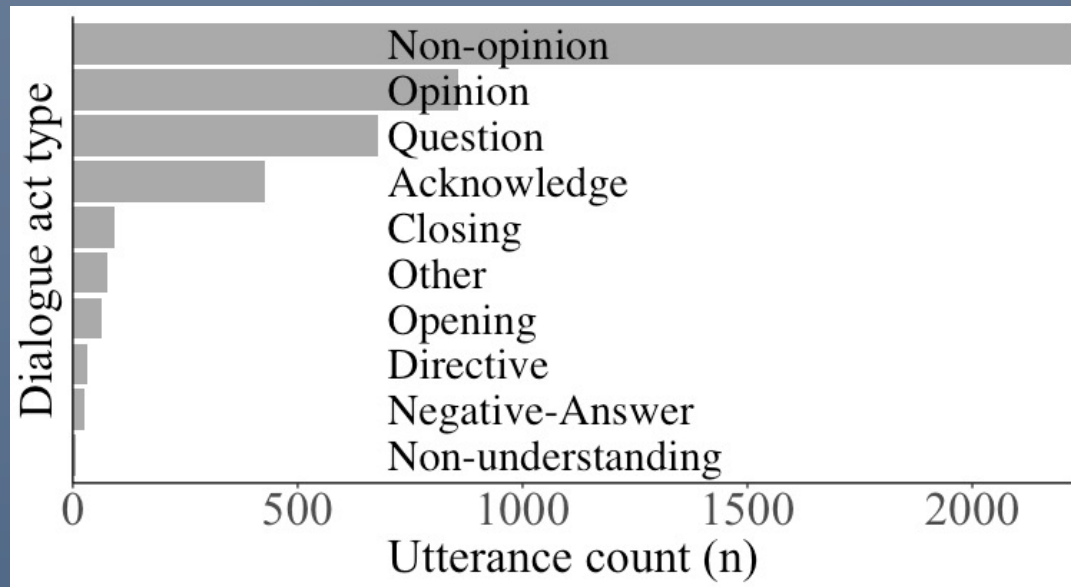 Dialogue act type
Non-opinion
Opinion
Question
Acknowledge
Closing
Other
Opening
Directive
Negative-Answer
Non-understanding
0 500 1000 1500 2000
Utterance count (n)